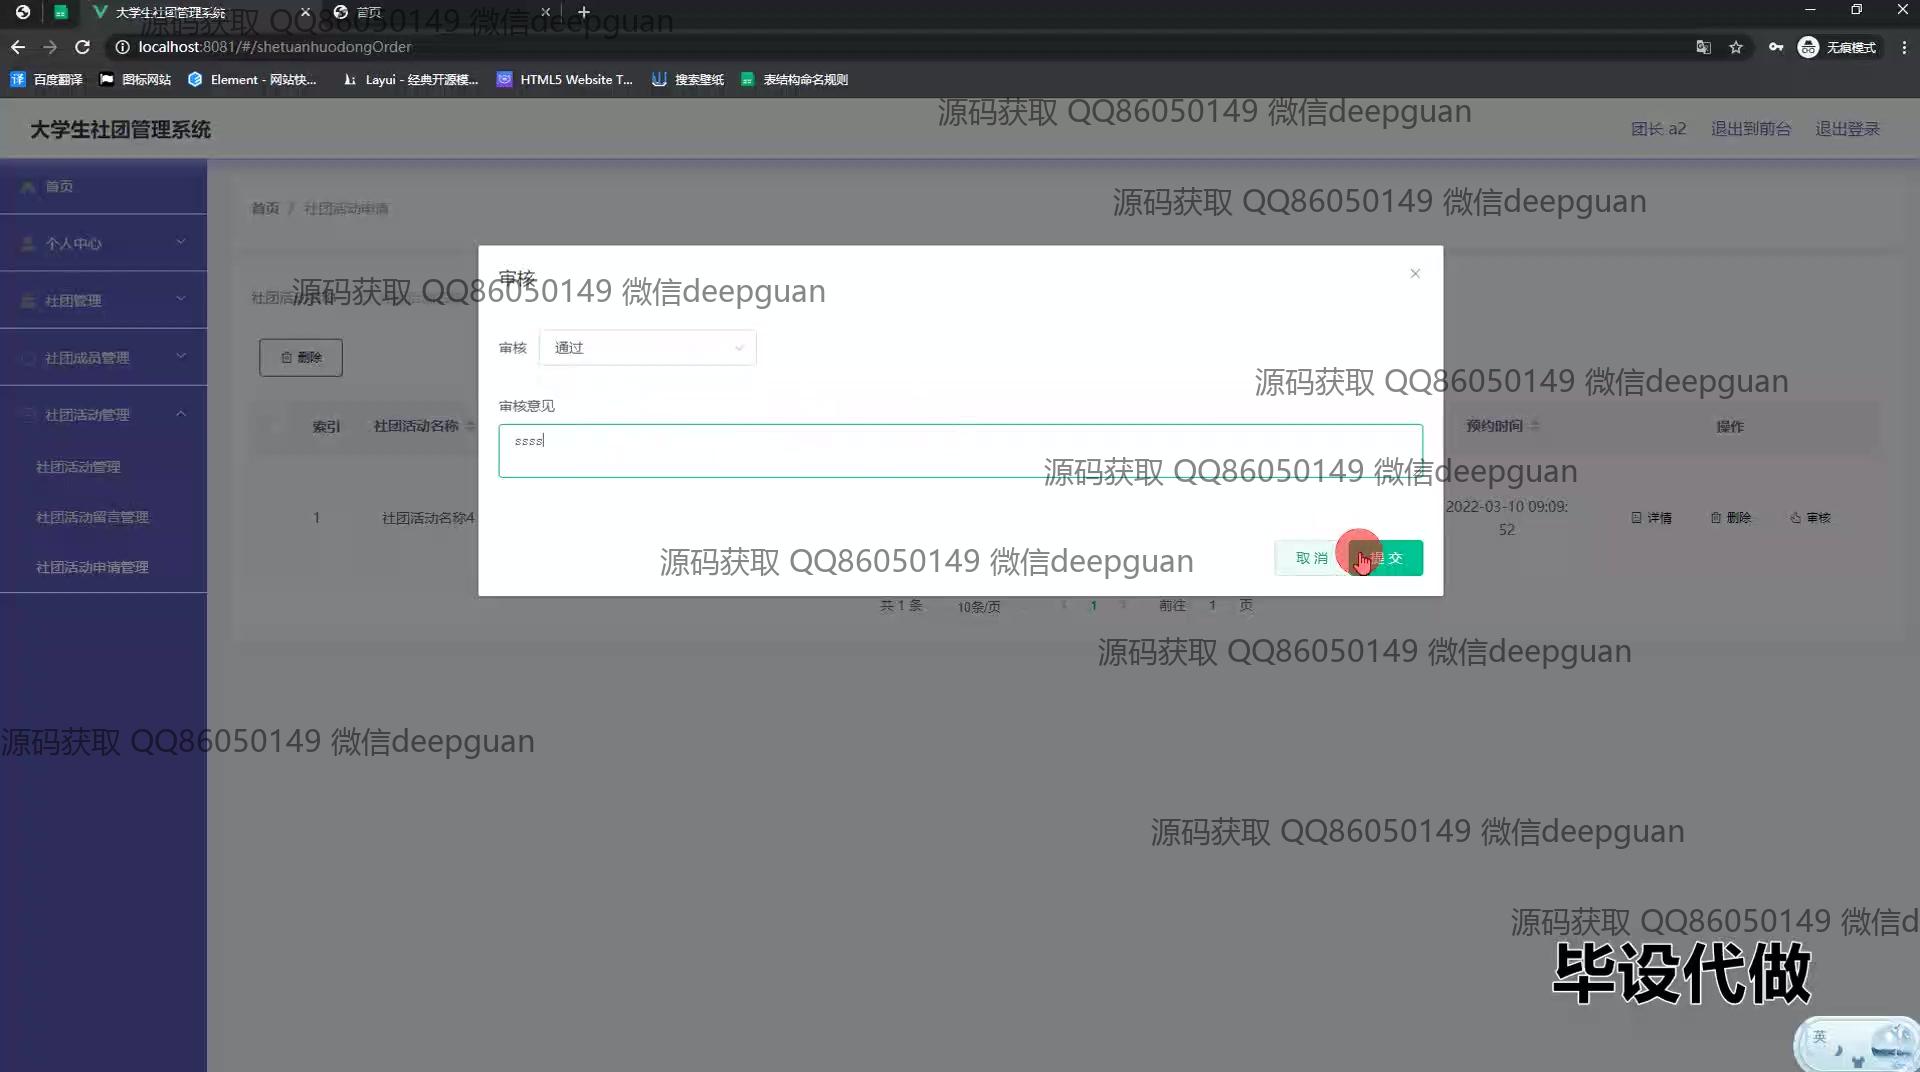 大学生社团管理系统
首页
源码获取 QQ86050149 微信deepguan
localhost:8081/#/shetuanhuodongOrder
无痕模式
百度翻译
图标网站
Element - 网站快...
Layui - 经典开源模...
HTML5 Website T...
搜索壁纸
表结构命名规则
源码获取 QQ86050149 微信deepguan
大学生社团管理系统
团长 a2
退出到前台
退出登录
首页
个人中心
社团管理
社团成员管理
社团活动管理
社团活动管理
社团活动留言管理
社团活动申请管理
源码获取 QQ86050149 微信deepguan
首页 / 社团活动申请
审核
源码获取 QQ86050149 微信deepguan
审核
通过
删除
源码获取 QQ86050149 微信deepguan
审核意见
ssss
索引
社团活动名称
预约时间
操作
源码获取 QQ86050149 微信deepguan
1
社团活动名称4
2022-03-10 09:09:
52
详情
删除
审核
源码获取 QQ86050149 微信deepguan
取消
提交
共 1 条
10条/页
1
前往
1
页
源码获取 QQ86050149 微信deepguan
源码获取 QQ86050149 微信deepguan
源码获取 QQ86050149 微信deepguan
源码获取 QQ86050149 微信d
毕设代做
英